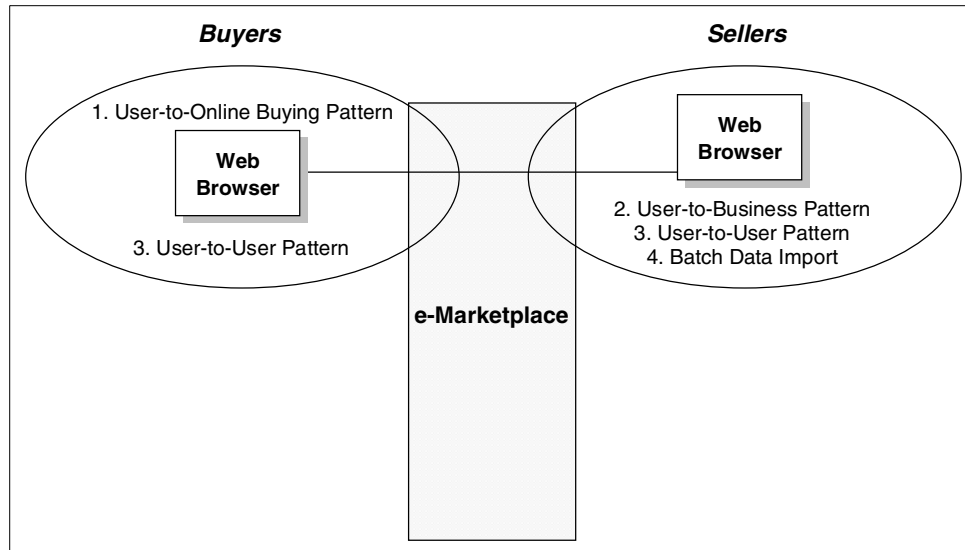 Buyers
Sellers
1. User-to-Online Buying Pattern
Web
Browser
3. User-to-User Pattern
Web
Browser
2. User-to-Business Pattern
3. User-to-User Pattern
4. Batch Data Import
e-Marketplace